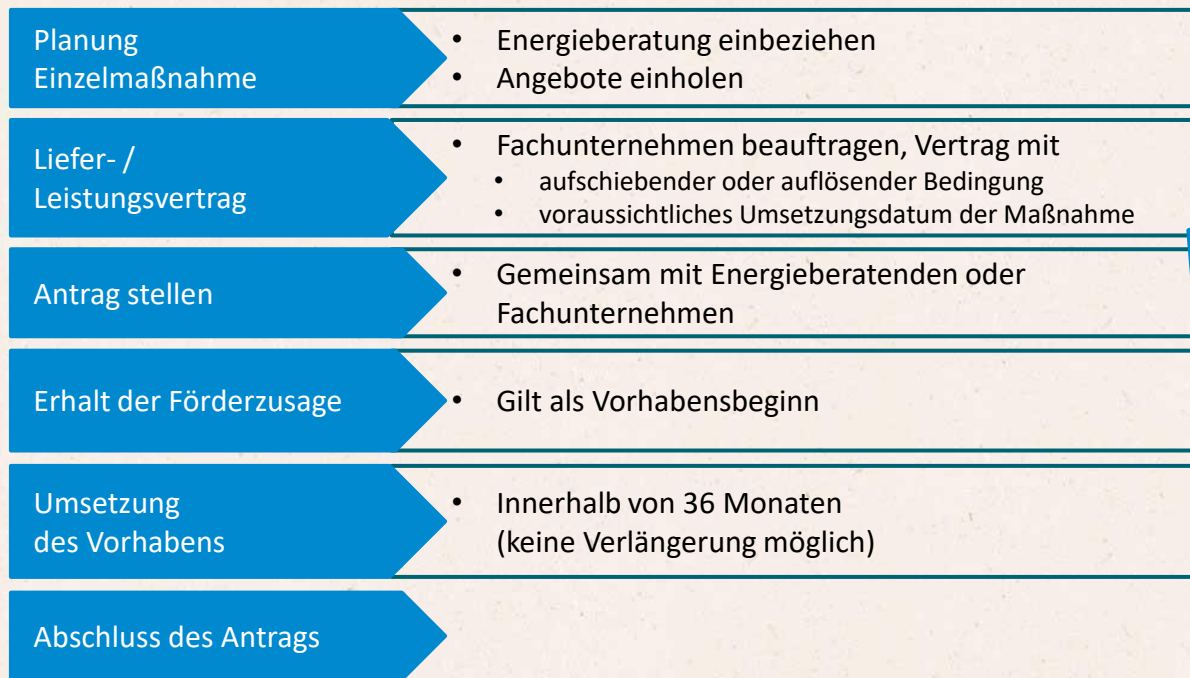 Planung
Einzelmaßnahme
• Energieberatung einbeziehen
• Angebote einholen
Liefer- /
Leistungsvertrag
• Fachunternehmen beauftragen, Vertrag mit
• aufschiebender oder auflösender Bedingung
• voraussichtliches Umsetzungsdatum der Maßnahme
Antrag stellen
• Gemeinsam mit Energieberatenden oder
Fachunternehmen
Erhalt der Förderzusage
• Gilt als Vorhabensbeginn
Umsetzung
des Vorhabens
• Innerhalb von 36 Monaten
(keine Verlängerung möglich)
Abschluss des Antrags